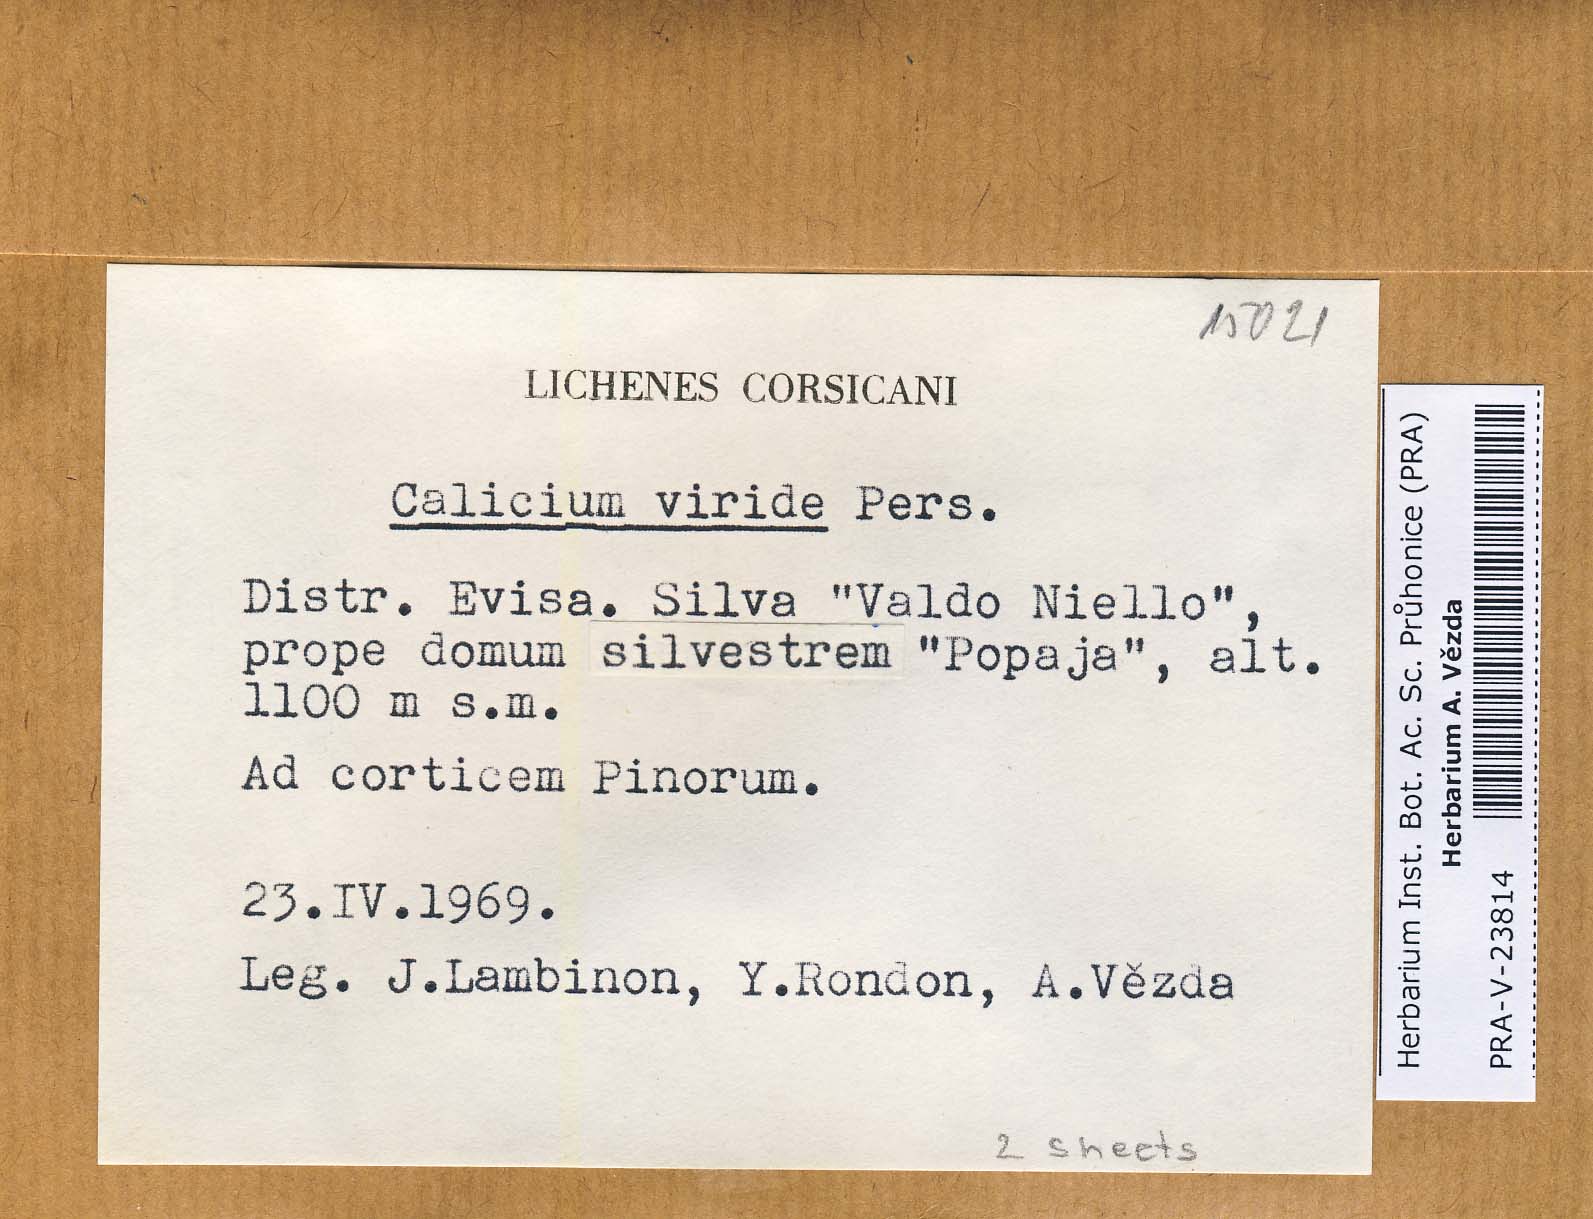 15021
LICHENES CORSICANI
Calicium viride Pers.
Distr. Evisa. Silva "Valdo Niello",
prope domum silvestrem "Popaja", alt.
1100 m s.m.
Ad corticem Pinorum.
23.IV.1969.
Leg. J.Lambinon, Y.Rondon, A.Vězda
2 sheets
Herbarium Inst. Bot. Ac. Sc. Průhonice (PRA)
Herbarium A. Vězda
PRA-V-23814